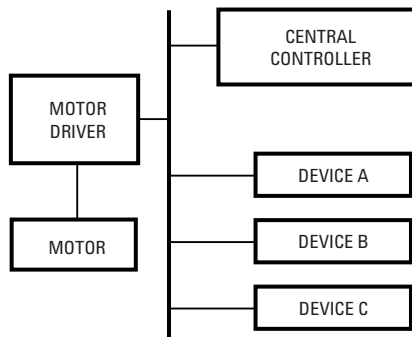 CENTRAL
CONTROLLER
MOTOR
DRIVER
DEVICE A
MOTOR
DEVICE B
DEVICE C